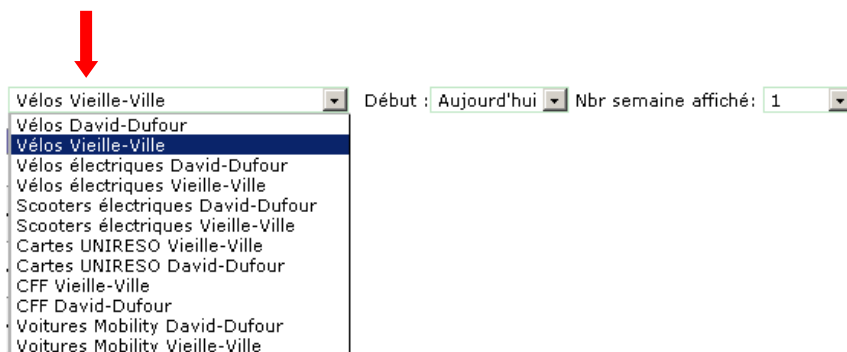 Vélos Vieille-Ville Début : Aujourd'hui Nbr semaine affiché: 1
Vélos David-Dufour
Vélos Vieille-Ville
Vélos électriques David-Dufour
Vélos électriques Vieille-Ville
Scooters électriques David-Dufour
Scooters électriques Vieille-Ville
Cartes UNIRESO Vieille-Ville
Cartes UNIRESO David-Dufour
CFF Vieille-Ville
CFF David-Dufour
Voitures Mobility David-Dufour
Voitures Mobility Vieille-Ville